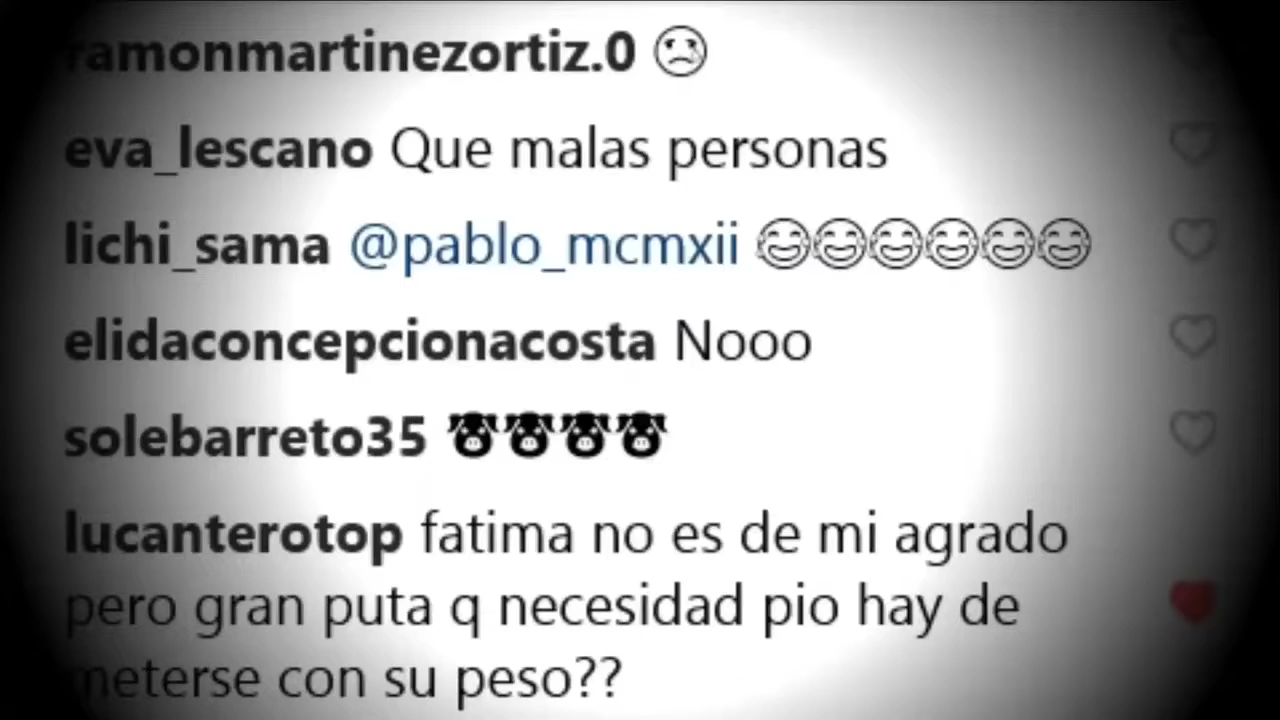 ramonmartinezortiz.0 😢
eva_lescano Que malas personas
lichi_sama @pablo_mcmxii 😂😂😂😂😂😂
elidaconcepcionacosta Nooo
solebarreto35 🐷🐷🐷🐷
lucanterotop fatima no es de mi agrado
pero gran puta q necesidad pio hay de
meterse con su peso??